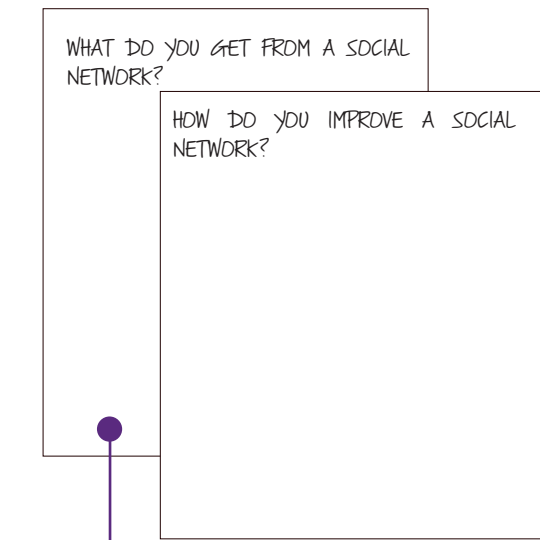 WHAT DO YOU GET FROM A SOCIAL
NETWORK?
HOW DO YOU IMPROVE A SOCIAL
NETWORK?